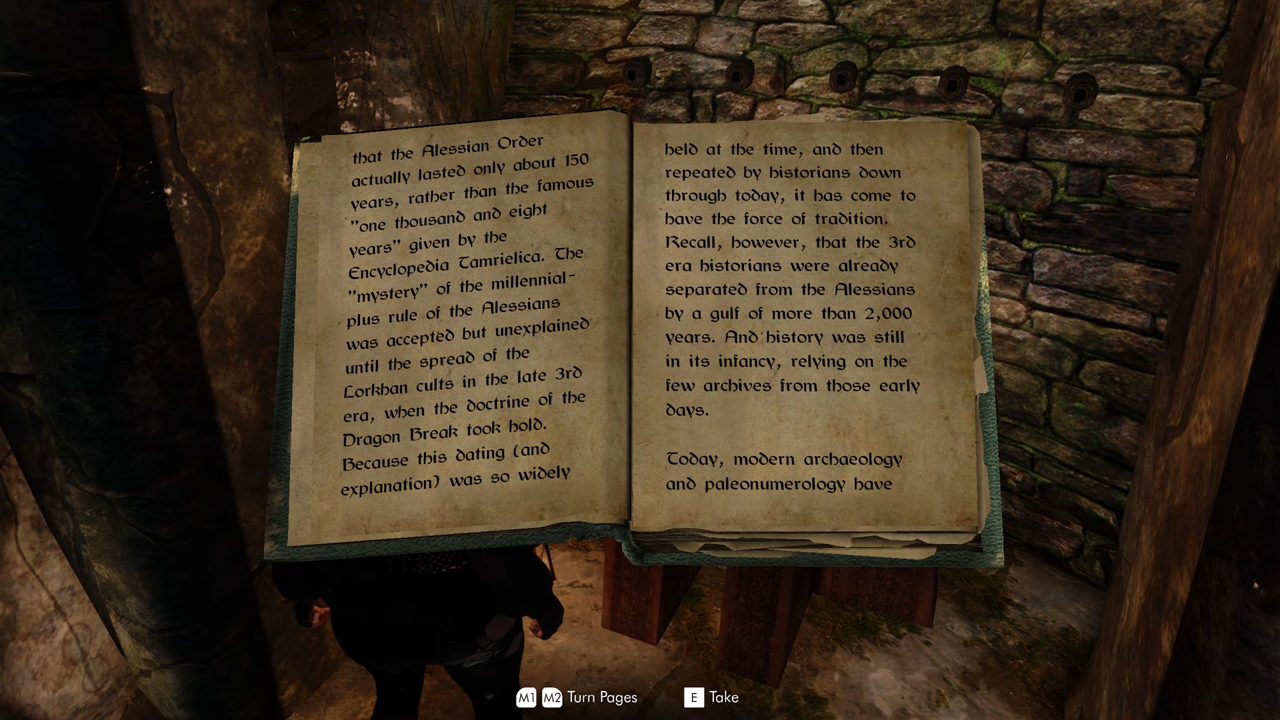 that the Alessian Order
actually lasted only about 150
years, rather than the famous
"one thousand and eight
years" given by the
Encyclopedia Tamrielica. The
"mystery" of the millennial-
plus rule of the Alessians
was accepted but unexplained
until the spread of the
Lorkhan cults in the late 3rd
era, when the doctrine of the
Dragon Break took hold.
Because this dating (and
explanation) was so widely
held at the time, and then
repeated by historians down
through today, it has come to
have the force of tradition.
Recall, however, that the 3rd
era historians were already
separated from the Alessians
by a gulf of more than 2,000
years. And history was still
in its infancy, relying on the
few archives from those early
days.
Today, modern archaeology
and paleonumerology have
M1 M2 Turn Pages E Take